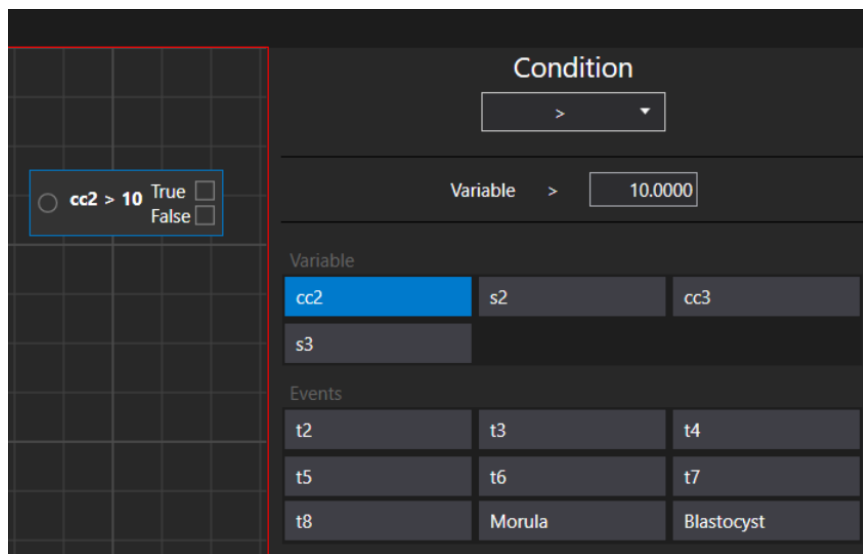 Condition
>
cc2 > 10 True
False
Variable > 10.0000
Variable
cc2 s2 cc3
s3
Events
t2 t3 t4
t5 t6 t7
t8 Morula Blastocyst